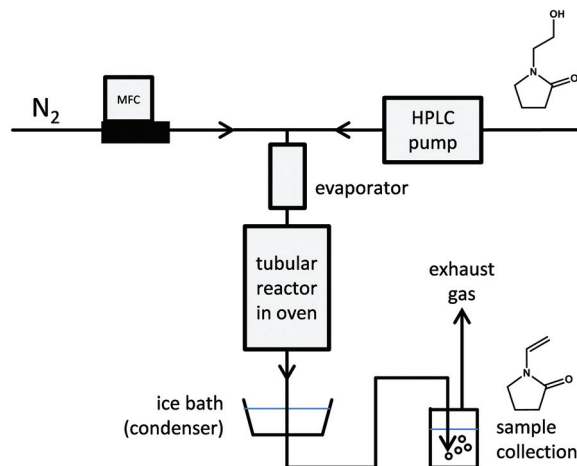 OH
N
O
MFC
N2
HPLC
pump
evaporator
tubular
reactor
in oven
exhaust
gas
N
O
ice bath
(condenser)
sample
collection